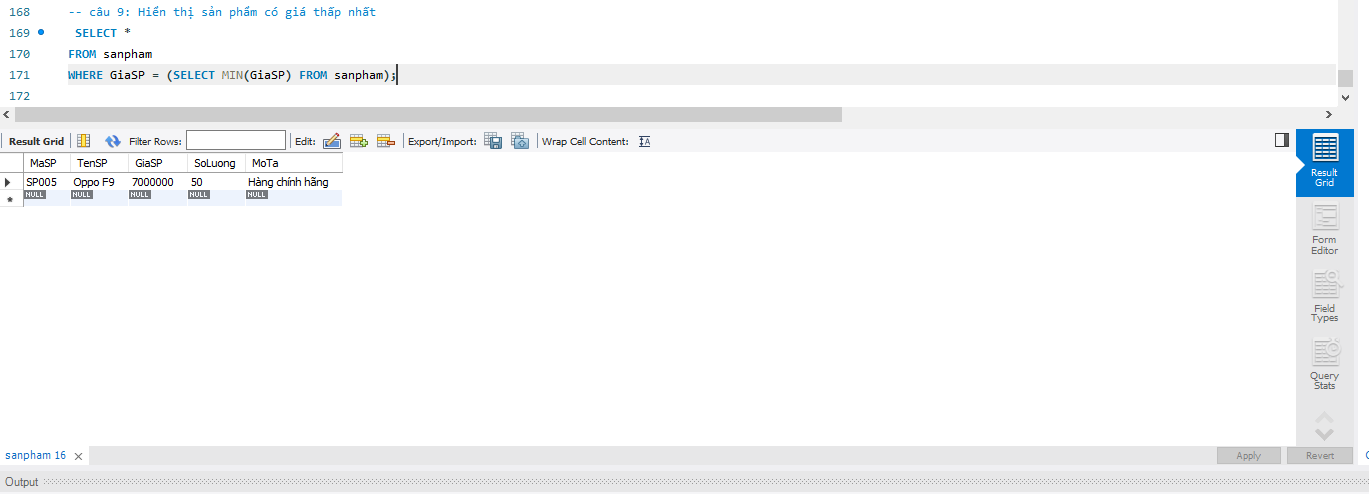 168 -- câu 9: Hiển thị sản phẩm có giá thấp nhất
169 SELECT *
170 FROM sanpham
171 WHERE GiaSP = (SELECT MIN(GiaSP) FROM sanpham);
172
Result Grid Filter Rows: Edit: Export/Import: Wrap Cell Content: IA
MaSP TenSP GiaSP SoLuong MoTa
SP005 Oppo F9 7000000 50 Hàng chính hãng
NULL NULL NULL NULL NULL
Result
Grid
Form
Editor
Field
Types
Query
Stats
sanpham 16 Apply Revert
Output